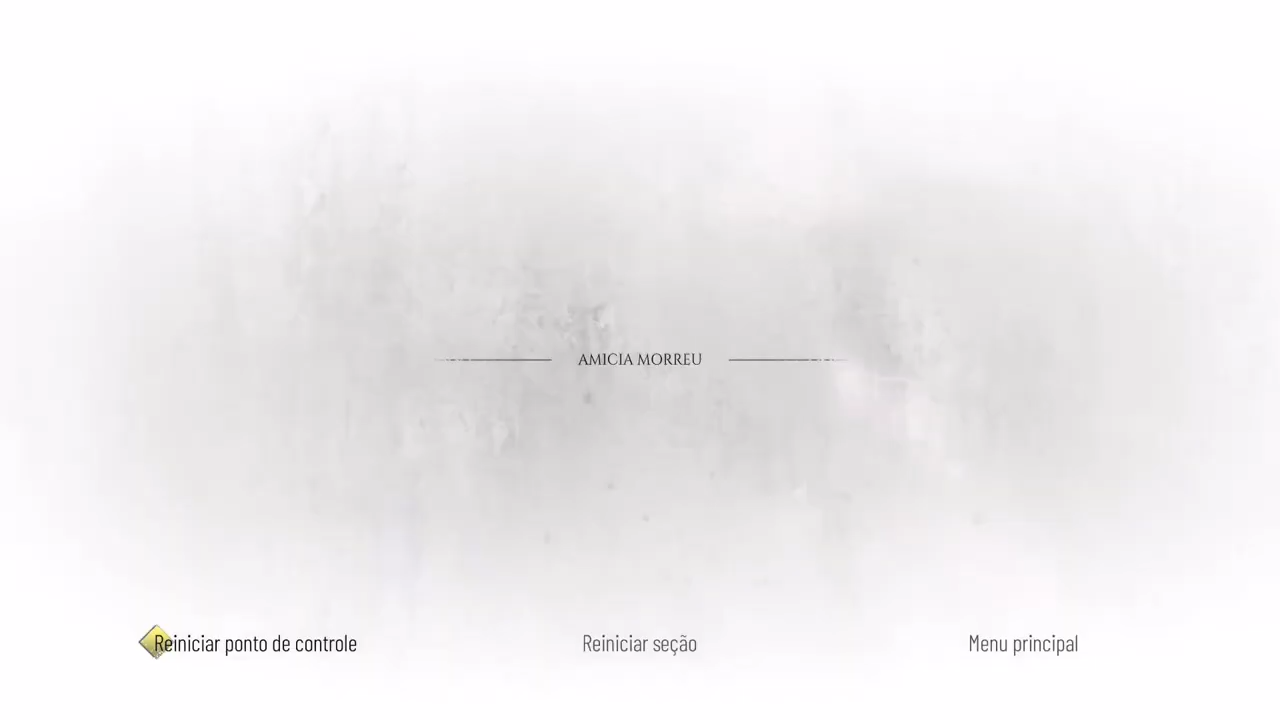 AMICIA MORREU
Reiniciar ponto de controle
Reiniciar seção
Menu principal